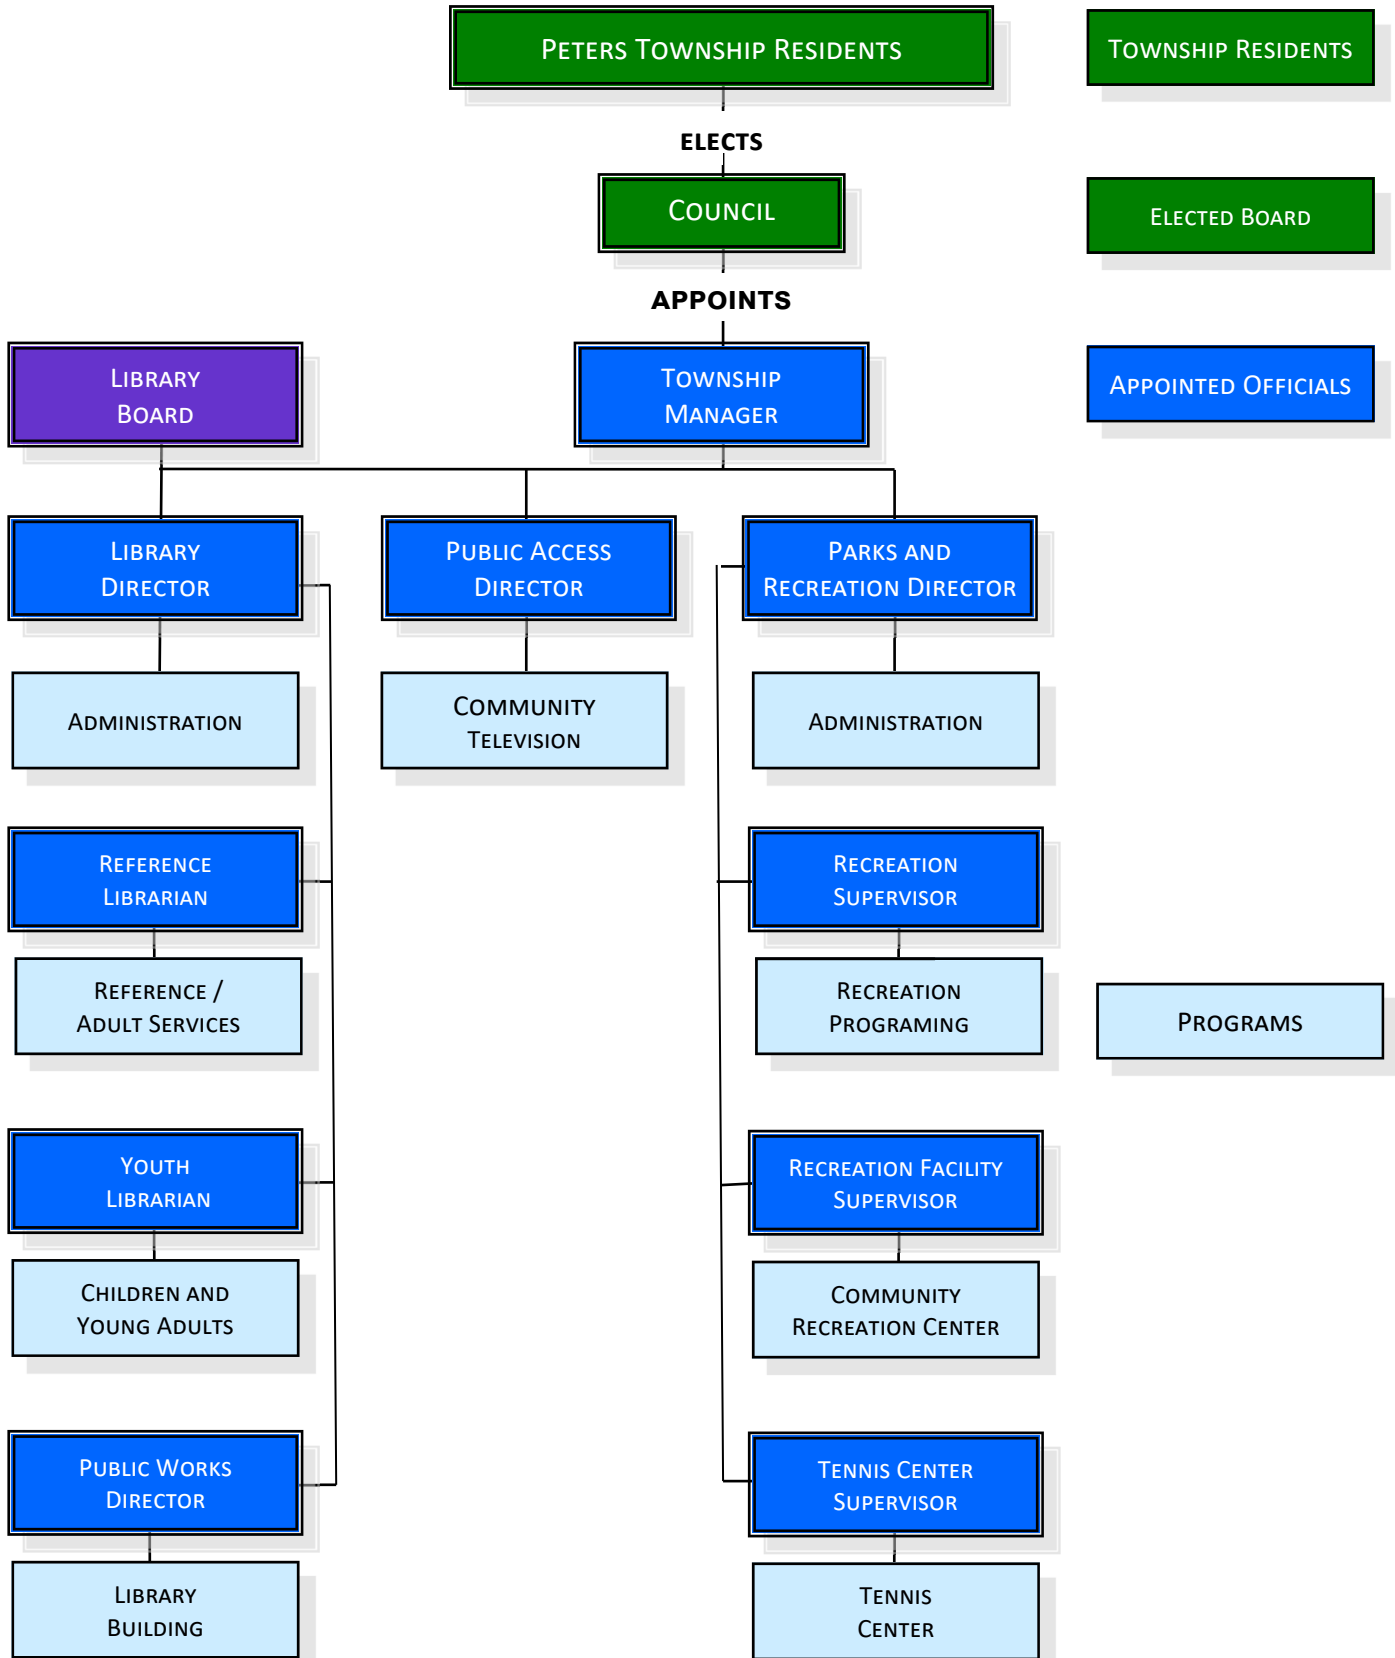 Peters Township Residents
Township Residents
ELECTS
Council
Elected Board
APPOINTS
Library
Board
Township
Manager
Appointed Officials
Library
Director
Public Access
Director
Parks and
Recreation Director
Administration
Community
Television
Administration
Reference
Librarian
Recreation
Supervisor
Reference /
Adult Services
Recreation
Programing
Programs
Youth
Librarian
Recreation Facility
Supervisor
Children and
Young Adults
Community
Recreation Center
Public Works
Director
Tennis Center
Supervisor
Library
Building
Tennis
Center